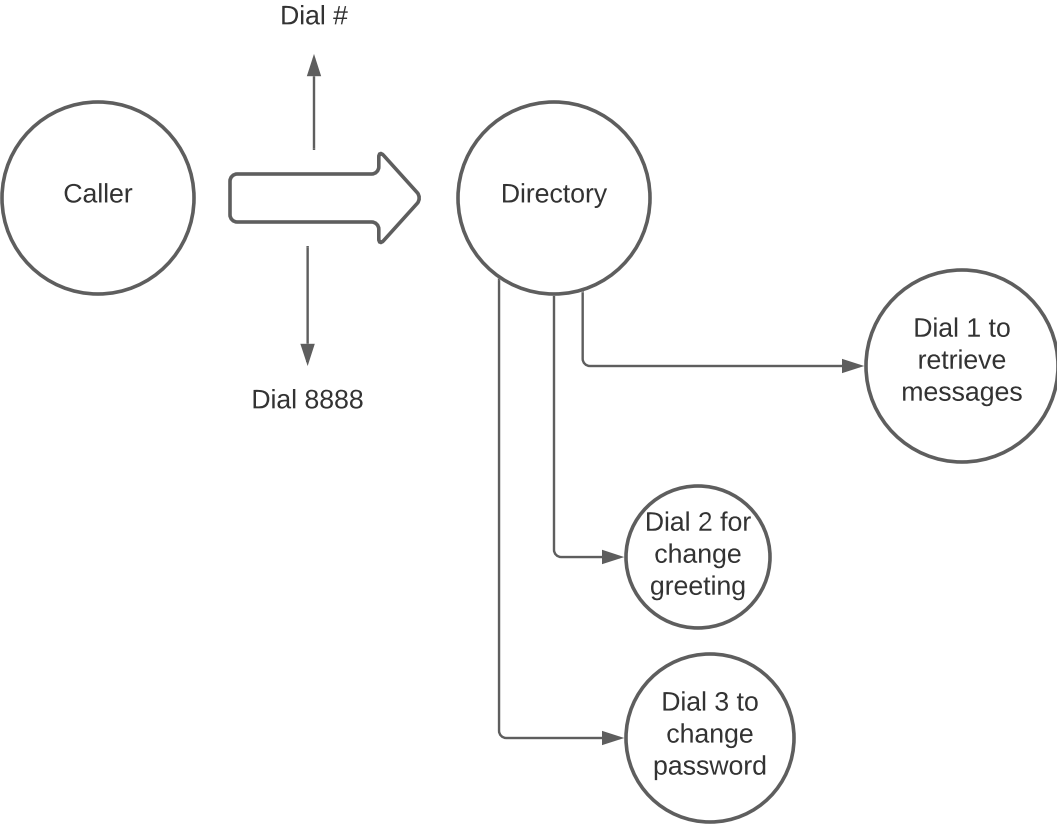 Dial #
Caller
Directory
Dial 8888
Dial 1 to
retrieve
messages
Dial 2 for
change
greeting
Dial 3 to
change
password